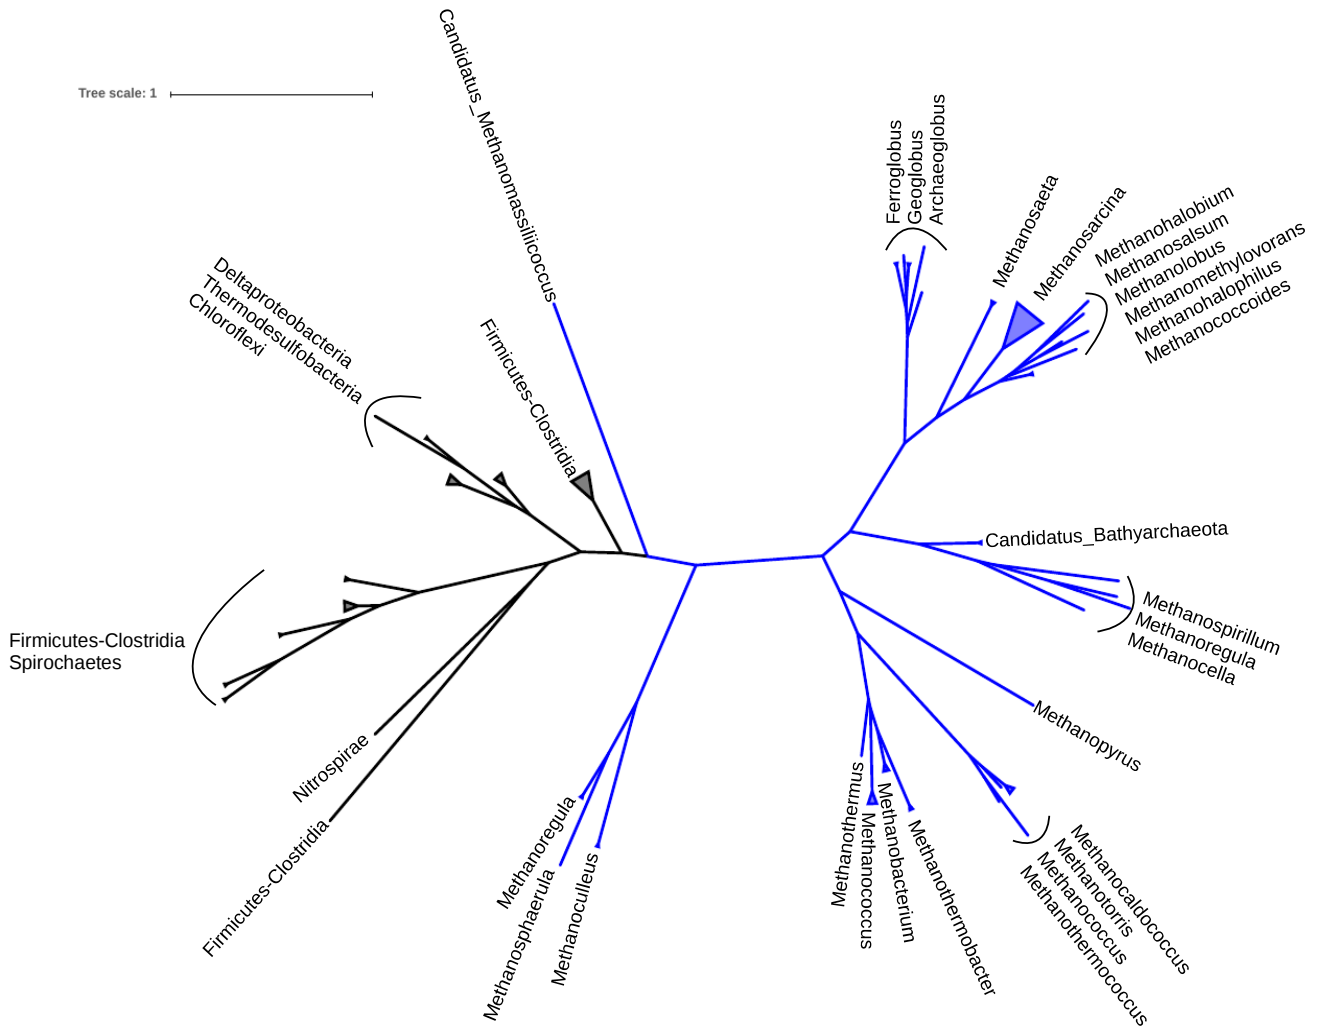 Tree scale: 1
Candidatus_Methanomassiliicoccus
Ferroglobus
Geoglobus
Archaeoglobus
Methanosaeta
Methanosarcina
Methanohalobium
Methanosalsum
Methanolobus
Methanomethylovorans
Methanohalophilus
Methanococcoides
Deltaproteobacteria
Thermodesulfobacteria
Chloroflexi
Firmicutes-Clostridia
Candidatus_Bathyarchaeota
Methanospirillum
Methanoregula
Methanocella
Firmicutes-Clostridia
Spirochaetes
Methanopyrus
Nitrospirae
Firmicutes-Clostridia
Methanoregula
Methanosphaerula
Methanoculleus
Methanothermus
Methanococcus
Methanobacterium
Methanothermobacter
Methanocaldococcus
Methanotorris
Methanococcus
Methanothermococcus